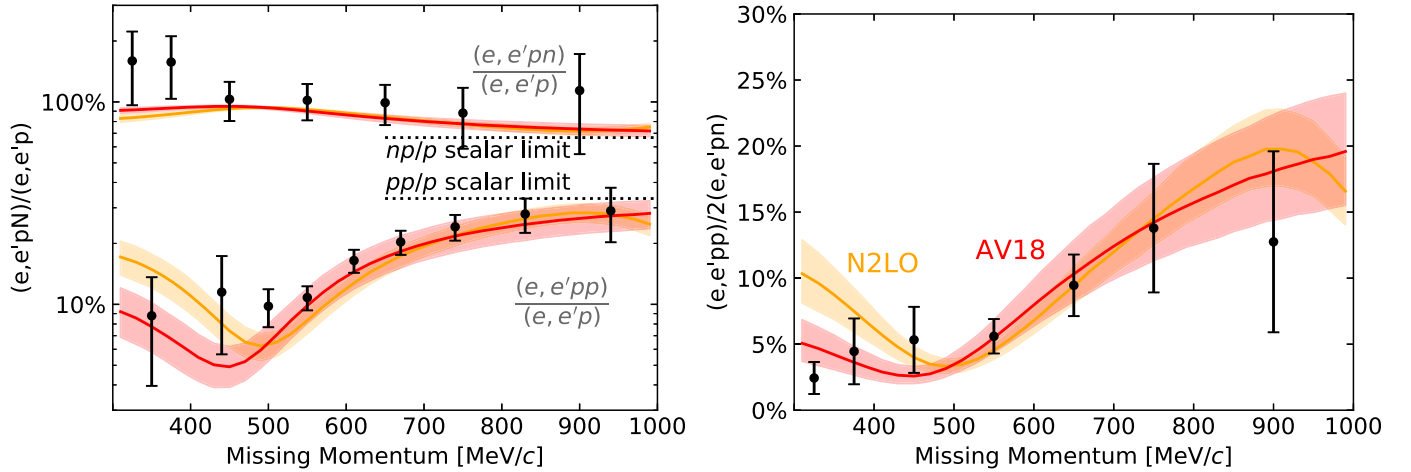 (e,e'pN)/(e,e'p)
100%
10%
(e, e'pn)
(e, e'p)
np/p scalar limit
pp/p scalar limit
(e, e'pp)
(e, e'p)
400 500 600 700 800 900 1000
Missing Momentum [MeV/c]
(e,e'pp)/2(e,e'pn)
30%
25%
20%
15%
10%
5%
0%
N2LO
AV18
400 500 600 700 800 900 1000
Missing Momentum [MeV/c]